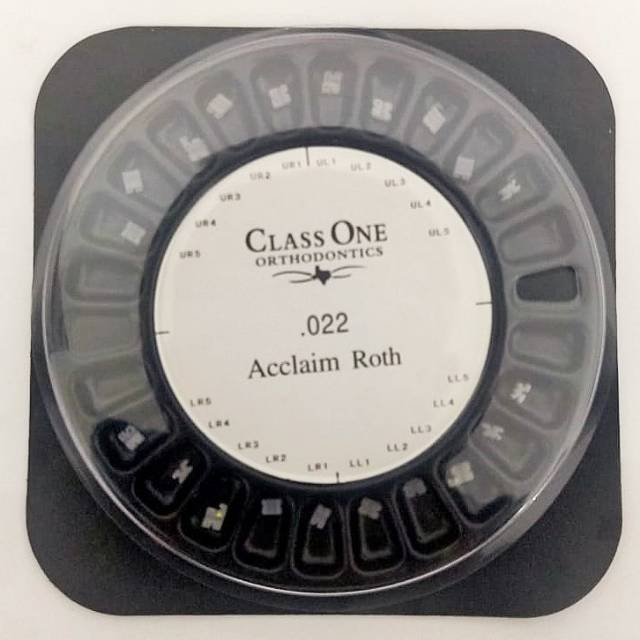 UR5
UR4
UR3
UR2
UR1
UL1
UL2
UL3
UL4
UL5
CLASS ONE
ORTHODONTICS
.022
Acclaim Roth
LR5
LR4
LR3
LR2
LR1
LL1
LL2
LL3
LL4
LL5